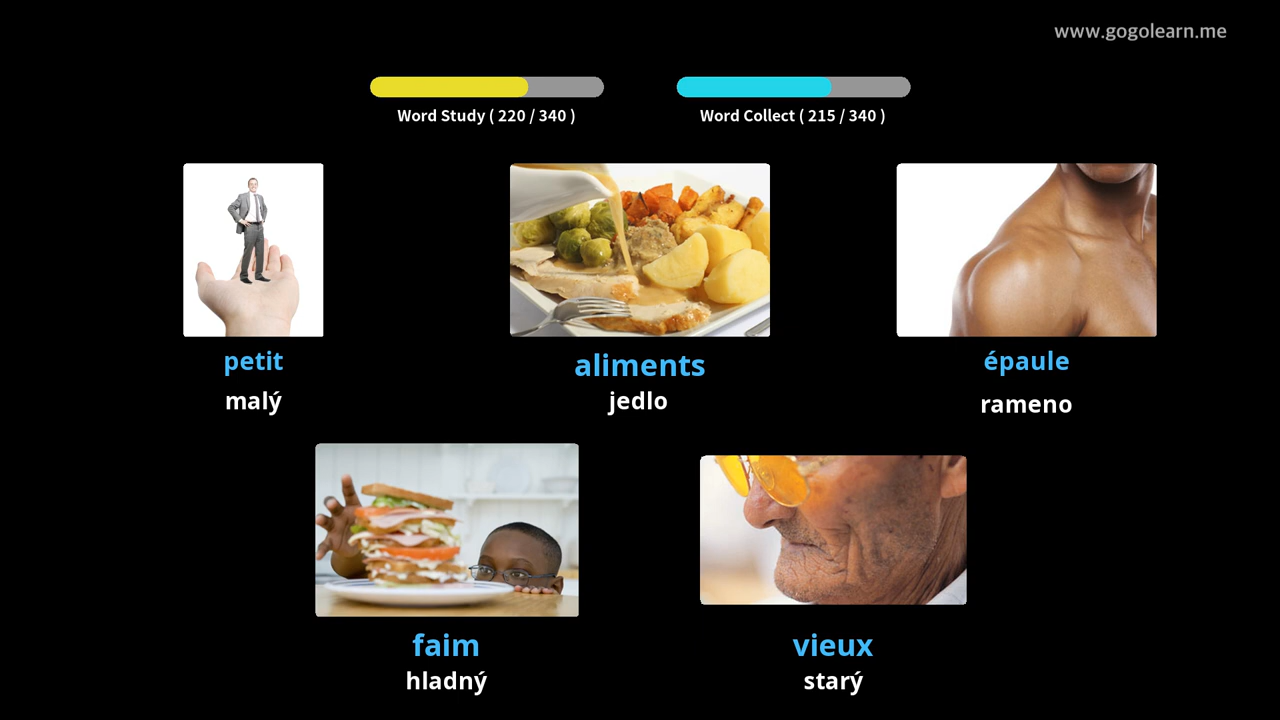 www.gogolearn.me
Word Study ( 220 / 340 )
Word Collect ( 215 / 340 )
petit
malý
aliments
jedlo
épaule
rameno
faim
hladný
vieux
starý